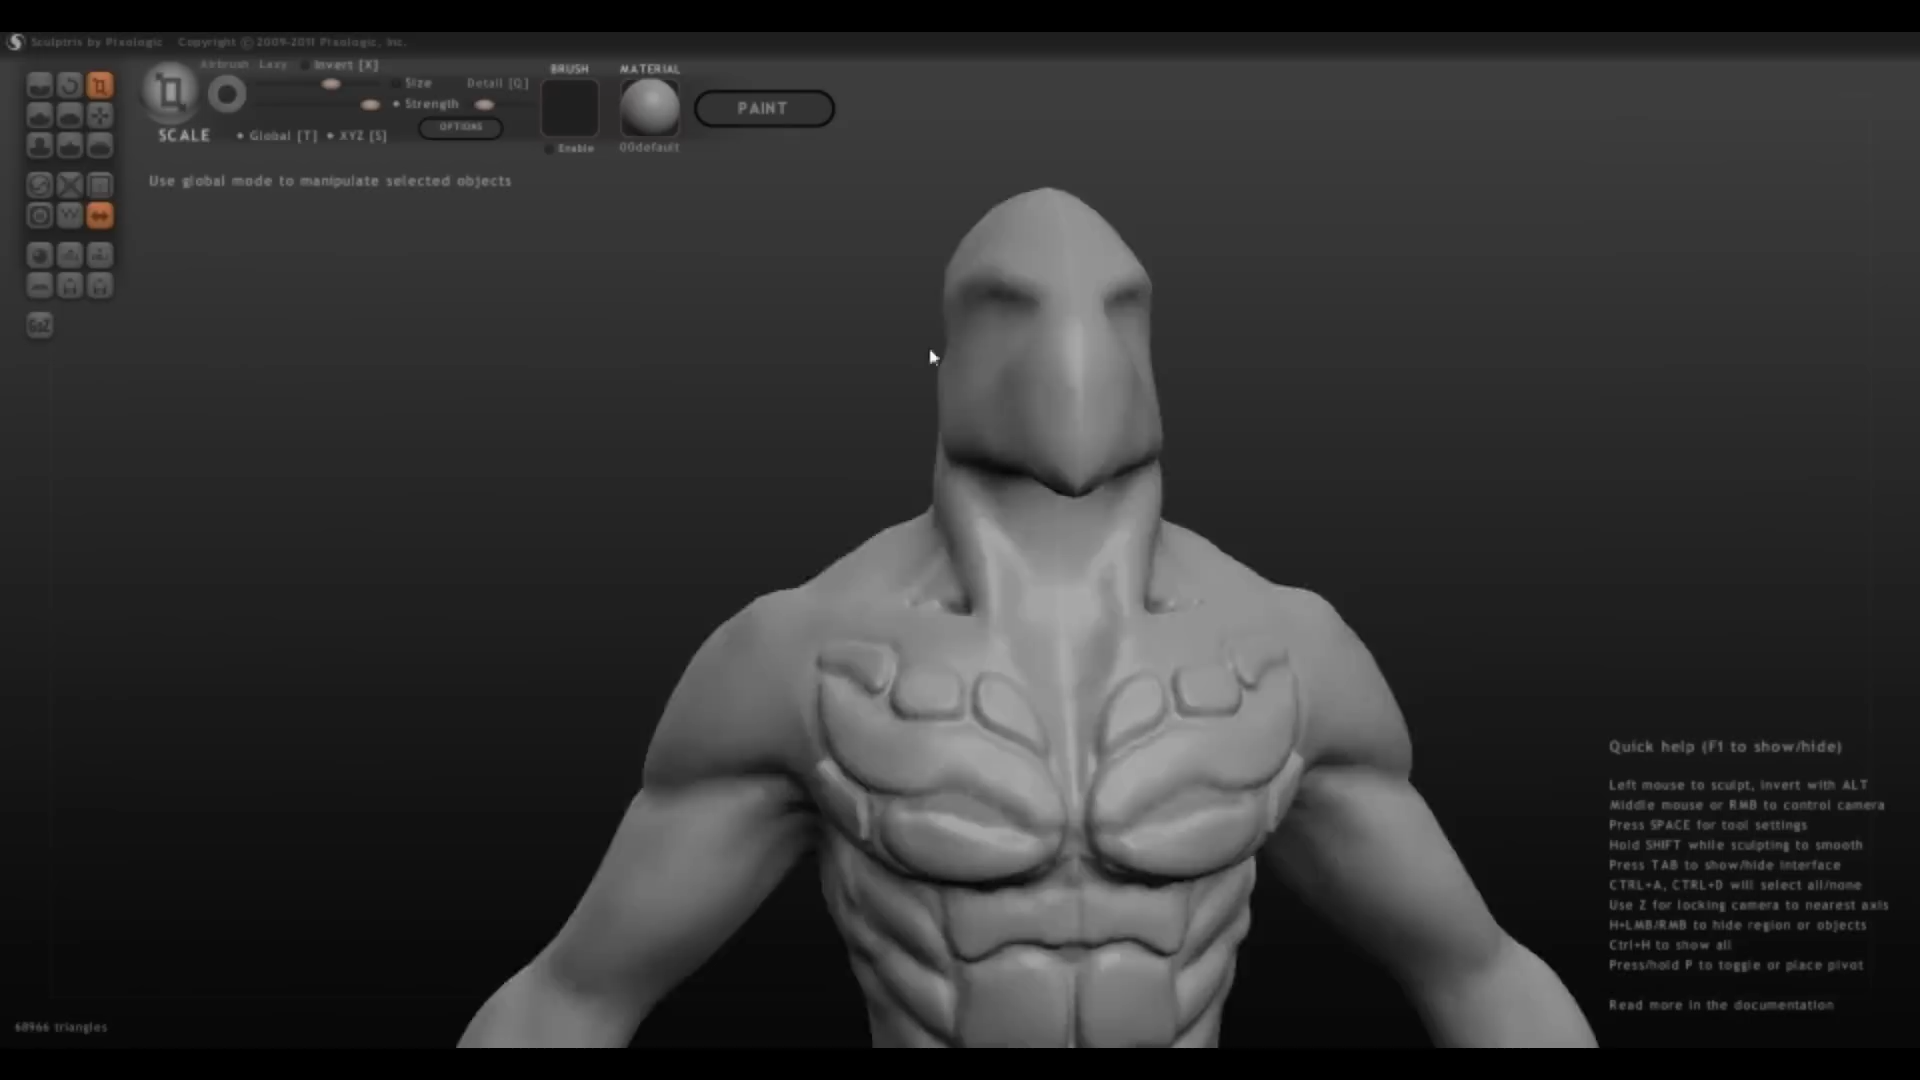 Sculptris by Pixologic Copyright © 2009-2011 Pixologic, Inc.
Airbrush Lazy Invert [X]
Size Detail [Q]
Strength
SCALE Global [T] XYZ [S] OPTIONS
BRUSH
Enable
MATERIAL
00default
PAINT
Use global mode to manipulate selected objects
GoZ
Quick help (F1 to show/hide)
Left mouse to sculpt, invert with ALT
Middle mouse or RMB to control camera
Press SPACE for tool settings
Hold SHIFT while sculpting to smooth
Press TAB to show/hide interface
CTRL+A, CTRL+D will select all/none
Use Z for locking camera to nearest axis
H+LMB/RMB to hide region or objects
Ctrl+H to show all
Press/hold P to toggle or place pivot
Read more in the documentation
68966 triangles